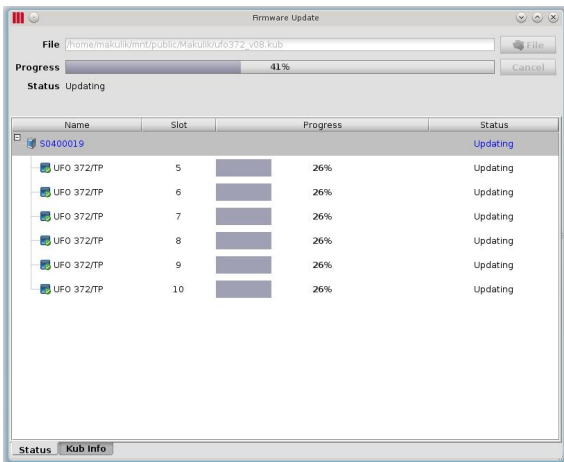 Firmware Update
File /home/makulik/mnt/public/Makulik/ufo372_v08.kub File
Progress 41% Cancel
Status Updating
Name Slot Progress Status
S0400019 Updating
UFO 372/TP 5 26% Updating
UFO 372/TP 6 26% Updating
UFO 372/TP 7 26% Updating
UFO 372/TP 8 26% Updating
UFO 372/TP 9 26% Updating
UFO 372/TP 10 26% Updating
Status Kub Info